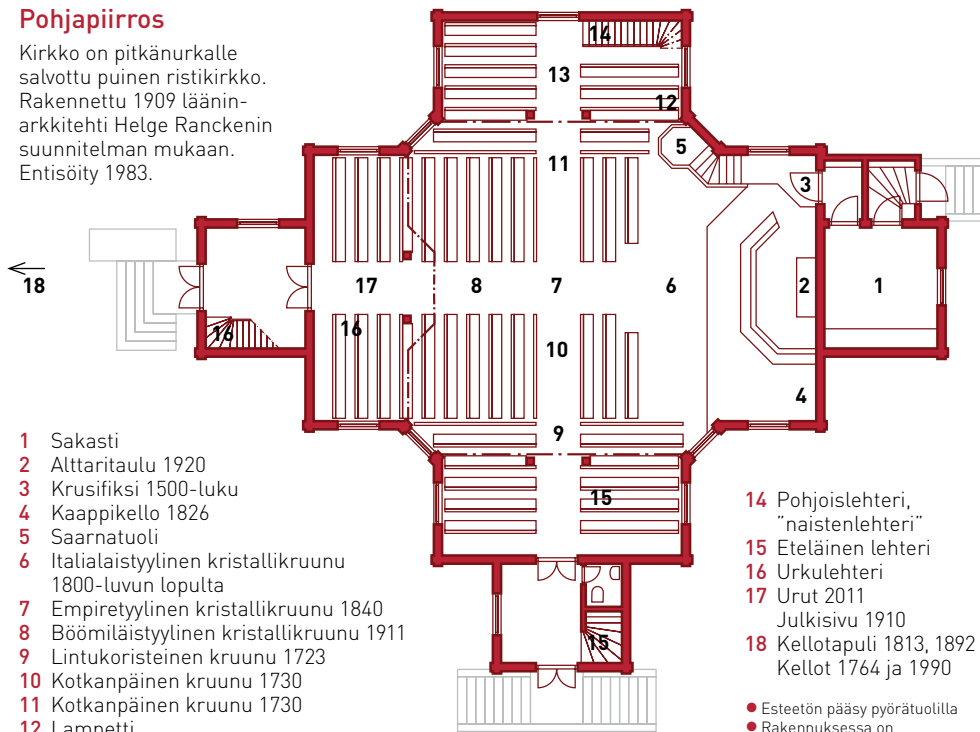 Pohjapiirros
Kirkko on pitkänurkalle
salvottu puinen ristikirkko.
Rakennettu 1909 läänin-
arkkitehti Helge Ranckenin
suunnitelman mukaan.
Entisöity 1983.
14
13
12
5
11
3
18
17
8
7
6
2
1
16
16
10
4
9
15
15
1 Sakasti
2 Alttaritaulu 1920
3 Krusifiksi 1500-luku
4 Kaappikello 1826
5 Saarnatuoli
6 Italialaistyylinen kristallikruunu
1800-luvun lopulta
7 Empiretyylinen kristallikruunu 1840
8 Böömiläistyylinen kristallikruunu 1911
9 Lintukoristeinen kruunu 1723
10 Kotkanpäinen kruunu 1730
11 Kotkanpäinen kruunu 1730
12 Lampetti
14 Pohjoislehteri,
”naistenlehteri”
15 Eteläinen lehteri
16 Urkulehteri
17 Urut 2011
Julkisivu 1910
18 Kellotapuli 1813, 1892
Kellot 1764 ja 1990
● Esteetön pääsy pyörätuolilla
● Rakennuksessa on